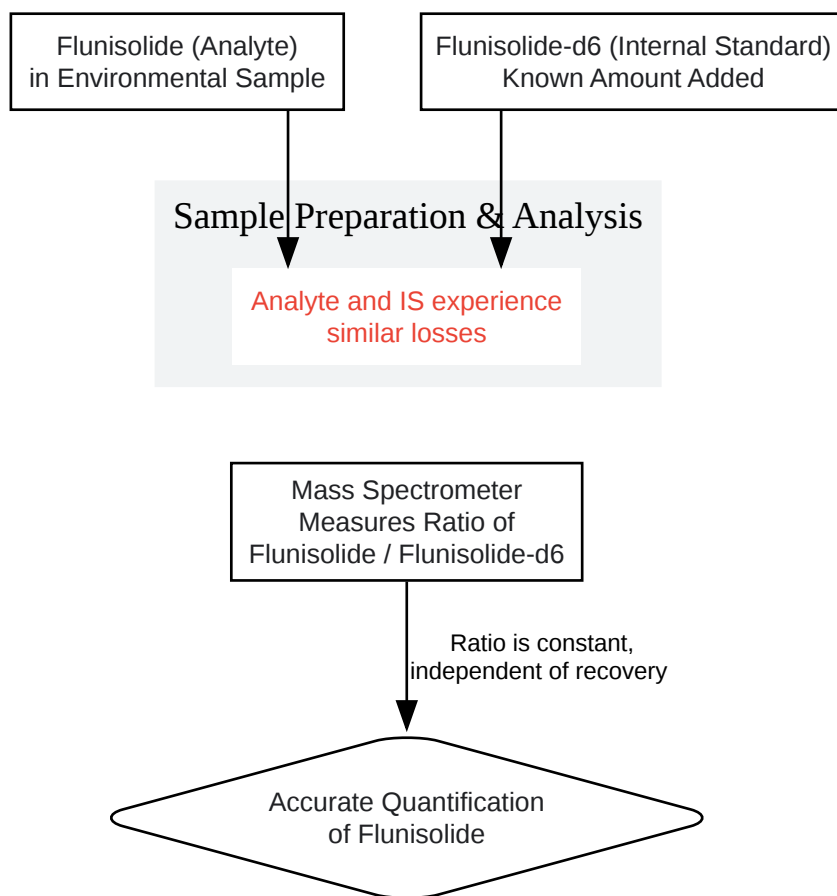 Flunisolide (Analyte)
in Environmental Sample
Flunisolide-d6 (Internal Standard)
Known Amount Added
Sample Preparation & Analysis
Analyte and IS experience
similar losses
Mass Spectrometer
Measures Ratio of
Flunisolide / Flunisolide-d6
Ratio is constant,
independent of recovery
Accurate Quantification
of Flunisolide